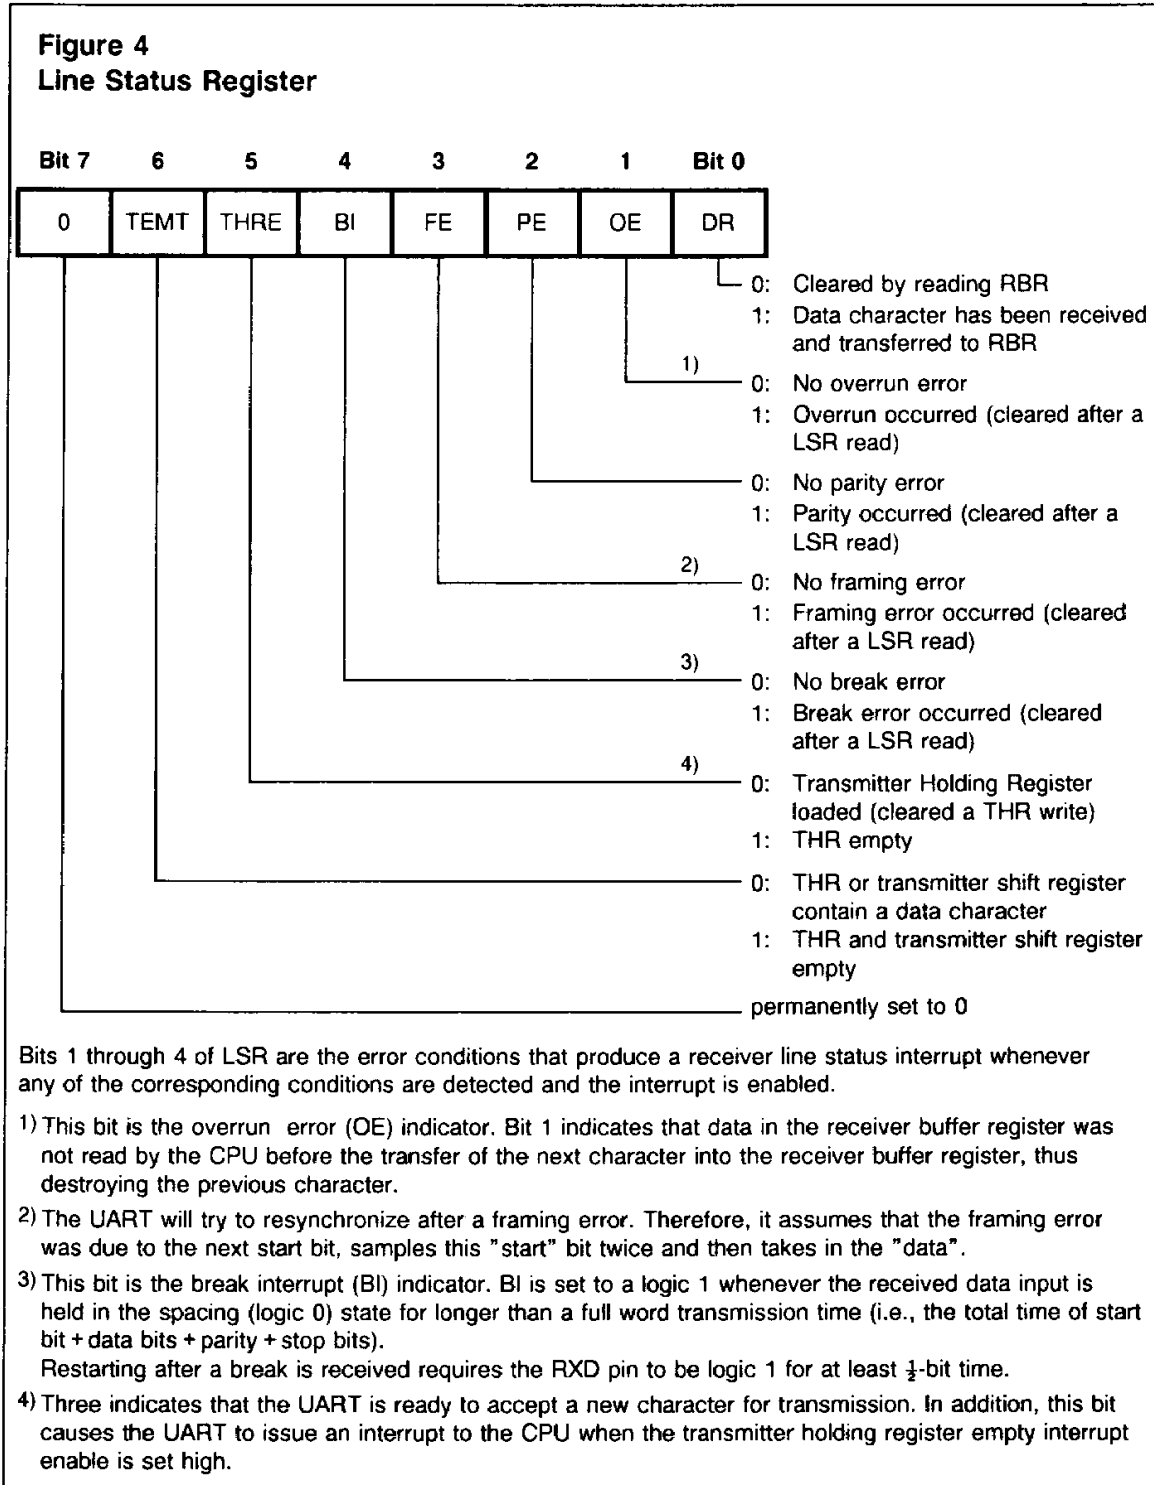 Figure 4
Line Status Register
Bit 7 6 5 4 3 2 1 Bit 0
0 TEMT THRE BI FE PE OE DR
0: Cleared by reading RBR
1: Data character has been received
and transferred to RBR
1)
0: No overrun error
1: Overrun occurred (cleared after a
LSR read)
0: No parity error
1: Parity occurred (cleared after a
LSR read)
2)
0: No framing error
1: Framing error occurred (cleared
after a LSR read)
3)
0: No break error
1: Break error occurred (cleared
after a LSR read)
4)
0: Transmitter Holding Register
loaded (cleared a THR write)
1: THR empty
0: THR or transmitter shift register
contain a data character
1: THR and transmitter shift register
empty
permanently set to 0
Bits 1 through 4 of LSR are the error conditions that produce a receiver line status interrupt whenever
any of the corresponding conditions are detected and the interrupt is enabled.
1) This bit is the overrun error (OE) indicator. Bit 1 indicates that data in the receiver buffer register was
not read by the CPU before the transfer of the next character into the receiver buffer register, thus
destroying the previous character.
2) The UART will try to resynchronize after a framing error. Therefore, it assumes that the framing error
was due to the next start bit, samples this "start" bit twice and then takes in the "data".
3) This bit is the break interrupt (BI) indicator. BI is set to a logic 1 whenever the received data input is
held in the spacing (logic 0) state for longer than a full word transmission time (i.e., the total time of start
bit + data bits + parity + stop bits).
Restarting after a break is received requires the RXD pin to be logic 1 for at least ½-bit time.
4) Three indicates that the UART is ready to accept a new character for transmission. In addition, this bit
causes the UART to issue an interrupt to the CPU when the transmitter holding register empty interrupt
enable is set high.